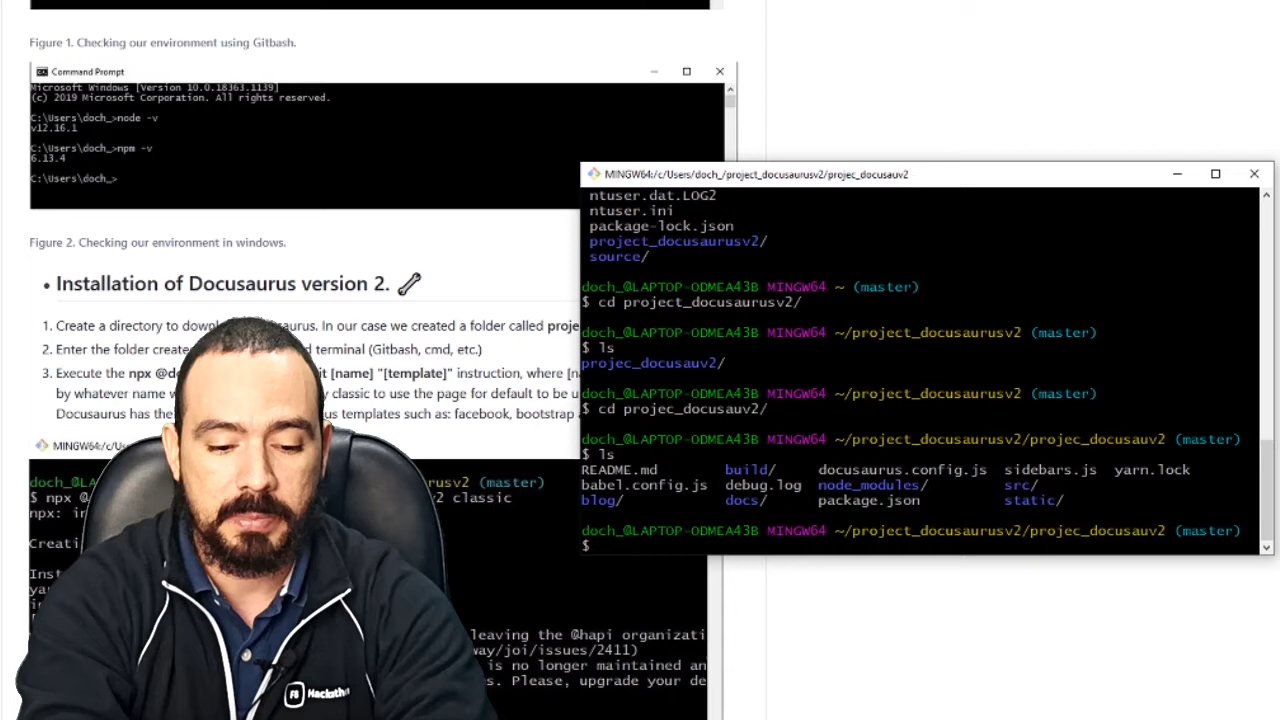 Figure 1. Checking our environment using Gitbash.
Command Prompt
Microsoft Windows [Version 10.0.18363.1139]
(c) 2019 Microsoft Corporation. All rights reserved.
C:\Users\doch_>node -v
v12.16.1
C:\Users\doch_>npm -v
6.13.4
C:\Users\doch_>
Figure 2. Checking our environment in windows.
• Installation of Docusaurus version 2.
1. Create a directory to aurus. In our case we created a folder called
2. Enter the folder terminal (Gitbash, cmd, etc.)
3. Execute the npx [name] "[template]" instruction, where
by whatever name classic to use the page for default to be
Docusaurus has the templates such as: facebook, bootstrap
(master)
$ npx classic
npx:
leaving the @hapi
/joi/issues/2411)
is no longer maintained
Please, upgrade your
MINGW64:/c/Users/doch_/project_docusaurusv2/projec_docusauv2
ntuser.dat.LOG2
ntuser.ini
package-lock.json
project_docusaurusv2/
source/
doch_@LAPTOP-ODMEA43B MINGW64 ~ (master)
$ cd project_docusaurusv2/
doch_@LAPTOP-ODMEA43B MINGW64 ~/project_docusaurusv2 (master)
$ ls
projec_docusauv2/
doch_@LAPTOP-ODMEA43B MINGW64 ~/project_docusaurusv2 (master)
$ cd projec_docusauv2/
doch_@LAPTOP-ODMEA43B MINGW64 ~/project_docusaurusv2/projec_docusauv2 (master)
$ ls
README.md build/ docusaurus.config.js sidebars.js yarn.lock
babel.config.js debug.log node_modules/ src/
blog/ docs/ package.json static/
doch_@LAPTOP-ODMEA43B MINGW64 ~/project_docusaurusv2/projec_docusauv2 (master)
$
F8